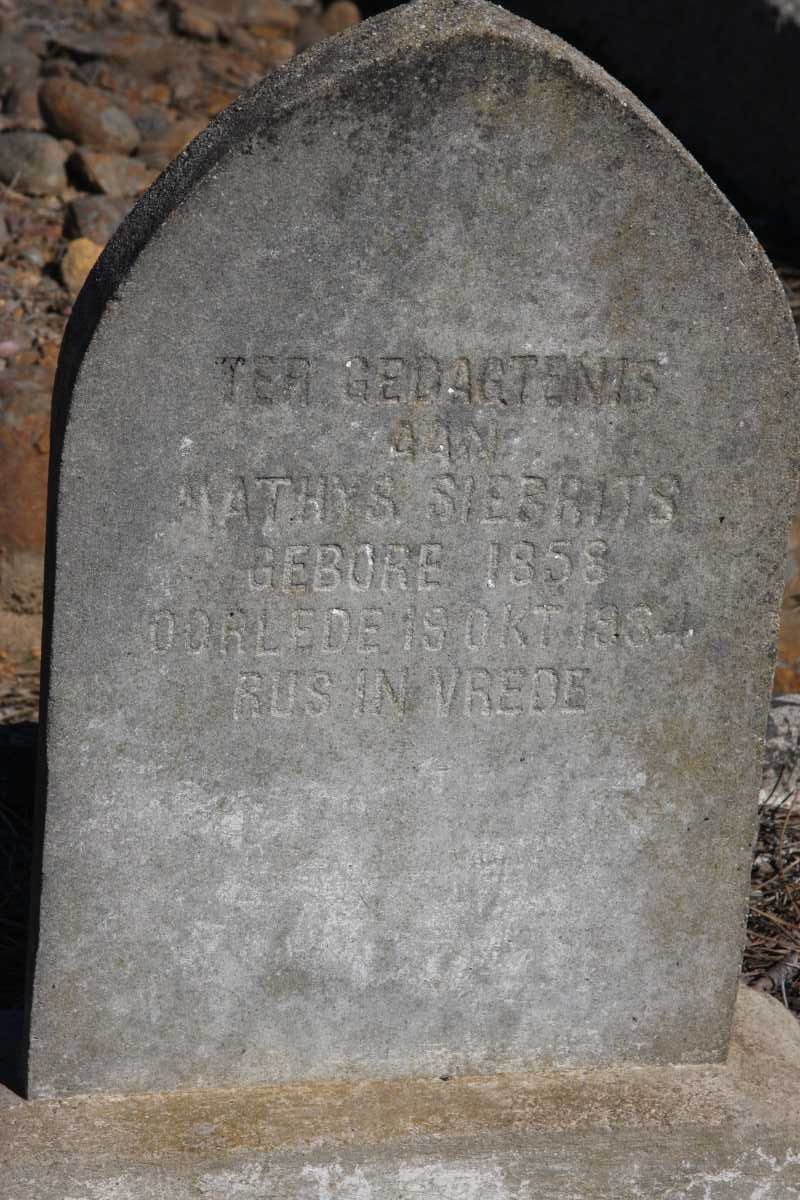 TER GEDAGTENIS
AAN
MATHYS SIEBRITS
GEBORE 1858
OORLEDE 19 OKT 1934
RUS IN VREDE